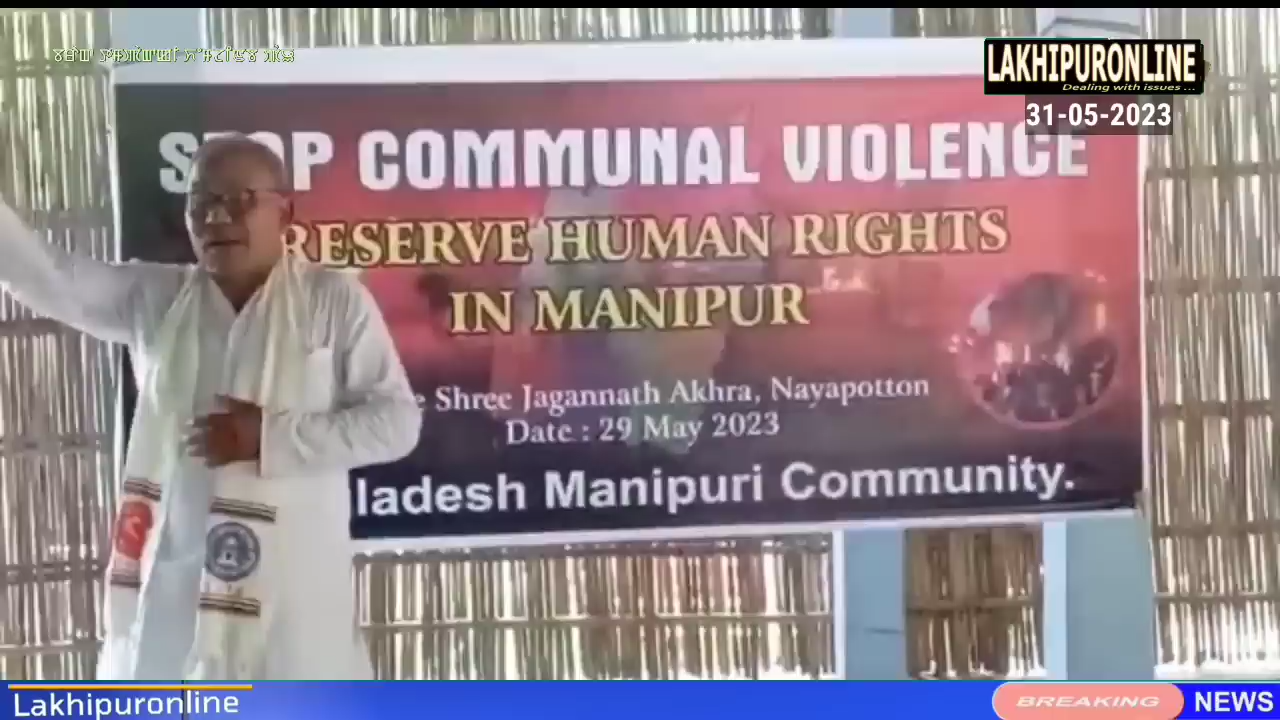 LAKHIPURONLINE
Dealing with issues ...
31-05-2023
STOP COMMUNAL VIOLENCE
RESERVE HUMAN RIGHTS
IN MANIPUR
e Shree Jagannath Akhra, Nayapotton
Date : 29 May 2023
ladesh Manipuri Community.
Lakhipuronline
BREAKING NEWS